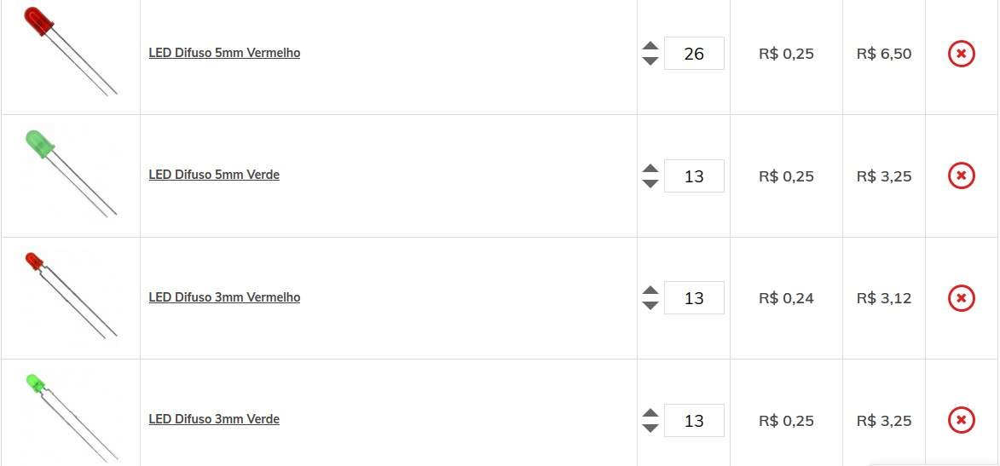 LED Difuso 5mm Vermelho
26
R$ 0,25
R$ 6,50
LED Difuso 5mm Verde
13
R$ 0,25
R$ 3,25
LED Difuso 3mm Vermelho
13
R$ 0,24
R$ 3,12
LED Difuso 3mm Verde
13
R$ 0,25
R$ 3,25